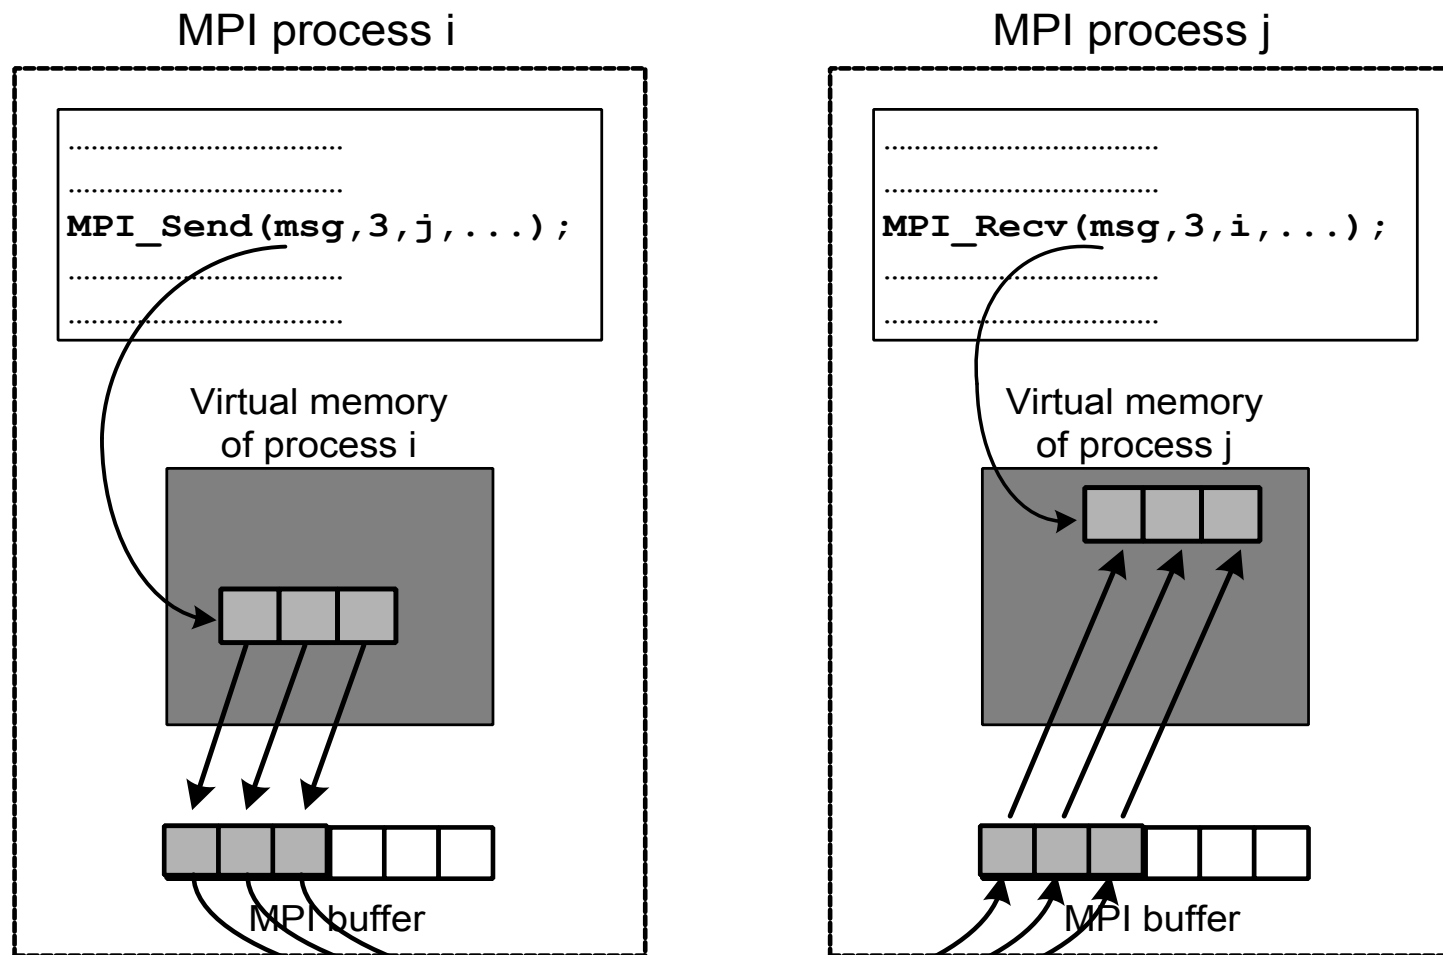 MPI process i
.................................
.................................
MPI_Send(msg,3,j,...);
.................................
.................................
Virtual memory
of process i
MPI buffer
MPI process j
.................................
.................................
MPI_Recv(msg,3,i,...);
.................................
.................................
Virtual memory
of process j
MPI buffer